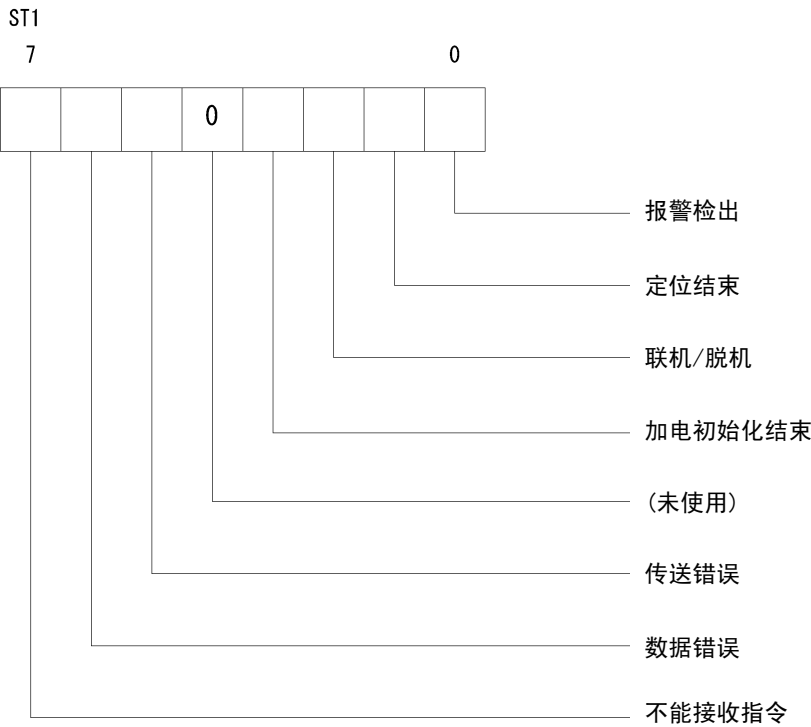 ST1
7 0
0
报警检出
定位结束
联机/脱机
加电初始化结束
(未使用)
传送错误
数据错误
不能接收指令